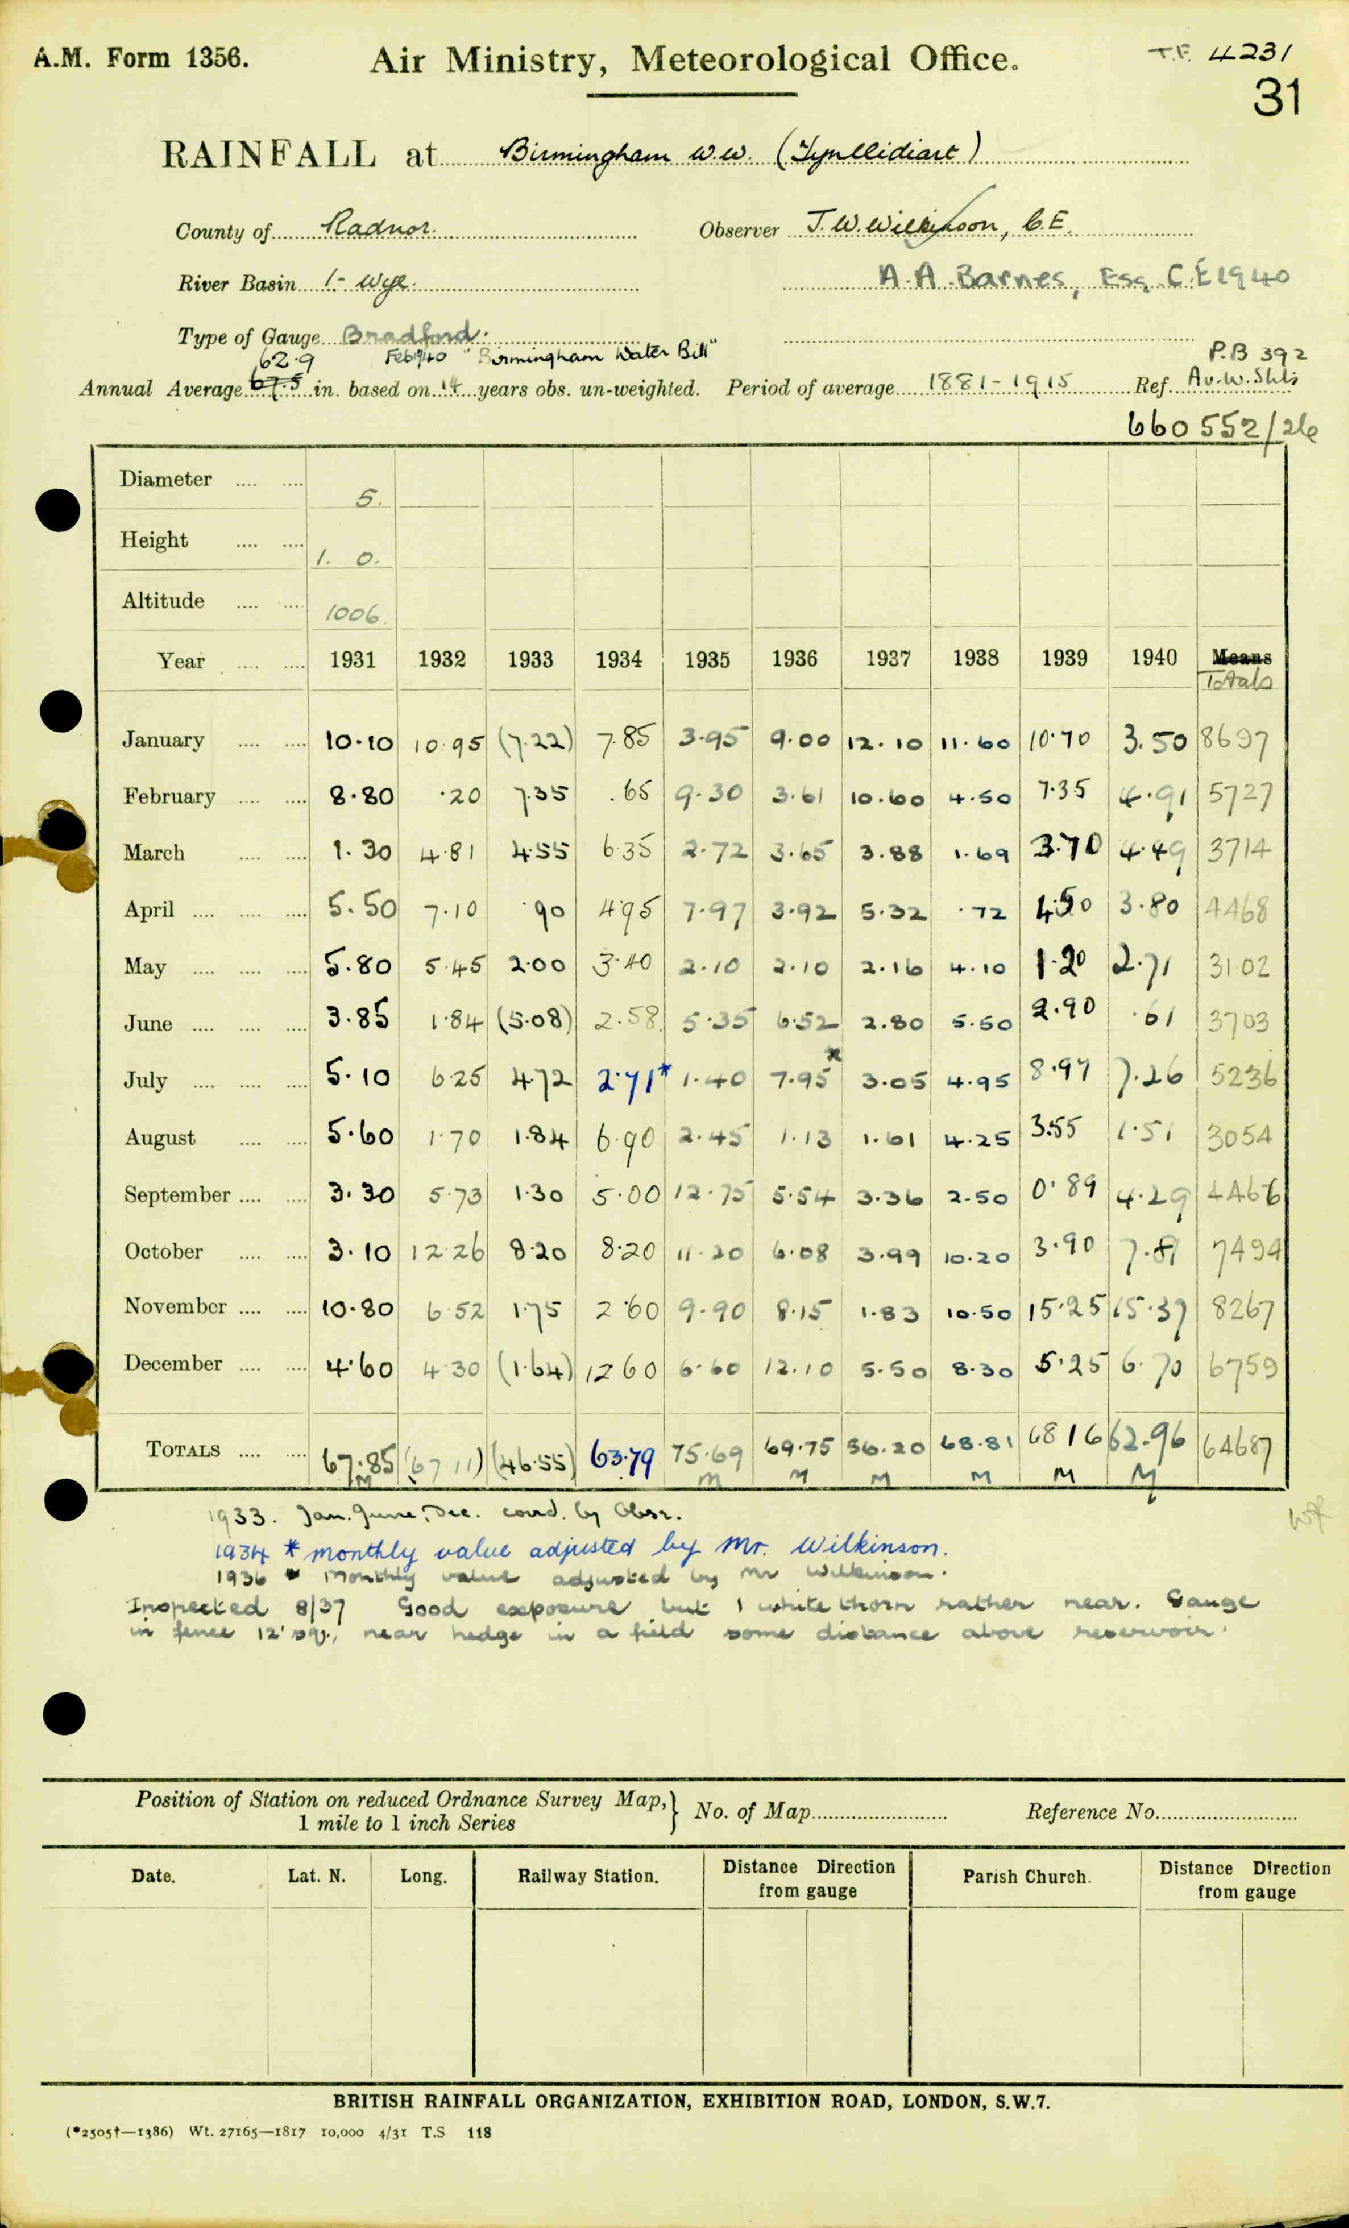 A.M. Form 1356. Air Ministry, Meteorological Office. T.F. 4231
31
RAINFALL at Birmingham W.W. (Tynllidiart)
County of Radnor. Observer J.W. Wilkinson, C.E.
River Basin 1- Wye. A.A. Barnes, Esq. C.E 1940
Type of Gauge Bradford.
62.9 Feb 1940 "Birmingham Water Bill" P.B 392
Annual Average 67.5 in. based on 14 years obs. un-weighted. Period of average 1881-1915 Ref. Av.W.Shts
660552/26
Diameter .... .... 5.
Height .... .... 1. 0.
Altitude .... .... 1006
Year .... .... 1931 1932 1933 1934 1935 1936 1937 1938 1939 1940 Means
Totals
January .... .... 10.10 10.95 (7.22) 7.85 3.95 9.00 12.10 11.60 10.70 3.50 8697
February .... .... 8.80 .20 7.35 .65 9.30 3.61 10.60 4.50 7.35 4.91 5727
March .... .... 1.30 4.81 4.55 6.35 2.72 3.65 3.88 1.69 3.70 4.49 3714
April .... .... .... 5.50 7.10 .90 4.95 7.97 3.92 5.32 .72 4.50 3.80 4468
May .... .... .... 5.80 5.45 2.00 3.40 2.10 2.10 2.16 4.10 1.20 2.71 31.02
June .... .... .... 3.85 1.84 (5.08) 2.58 5.35 6.52 2.80 5.50 2.90 .61 3703
July .... .... .... 5.10 6.25 4.72 2.71* 1.40 7.95* 3.05 4.95 8.97 7.26 5236
August .... .... 5.60 1.70 1.84 6.90 2.45 1.13 1.61 4.25 3.55 1.51 3054
September .... .... 3.30 5.73 1.30 5.00 12.75 5.54 3.36 2.50 0.89 4.29 4466
October .... .... 3.10 12.26 8.20 8.20 11.20 6.08 3.99 10.20 3.90 7.81 7494
November .... .... 10.80 6.52 1.75 2.60 9.90 8.15 1.83 10.50 15.25 15.37 8267
December .... .... 4.60 4.30 (1.64) 12.60 6.60 12.10 5.50 8.30 5.25 6.70 6759
TOTALS .... .... 67.85 (67.11) (46.55) 63.79 75.69 69.75 56.20 68.81 68.16 62.96 64687
M M M M M M M
1933. Jan. June, Dec. by Obsr.
1934 * monthly value adjusted by Mr. Wilkinson.
1936 * Monthly value adjusted by Mr Wilkinson.
Inspected 8/37 Good exposure but 1 white thorn rather near. Gauge
in fence 12' sq., near hedge in a field some distance above reservoir.
Position of Station on reduced Ordnance Survey Map,} No. of Map Reference No.
1 mile to 1 inch Series
Date. Lat. N. Long. Railway Station. Distance Direction Parish Church. Distance Direction
from gauge from gauge
BRITISH RAINFALL ORGANIZATION, EXHIBITION ROAD, LONDON, S.W.7.
(*2505†—1386) Wt. 27165—1817 10,000 4/31 T.S 118